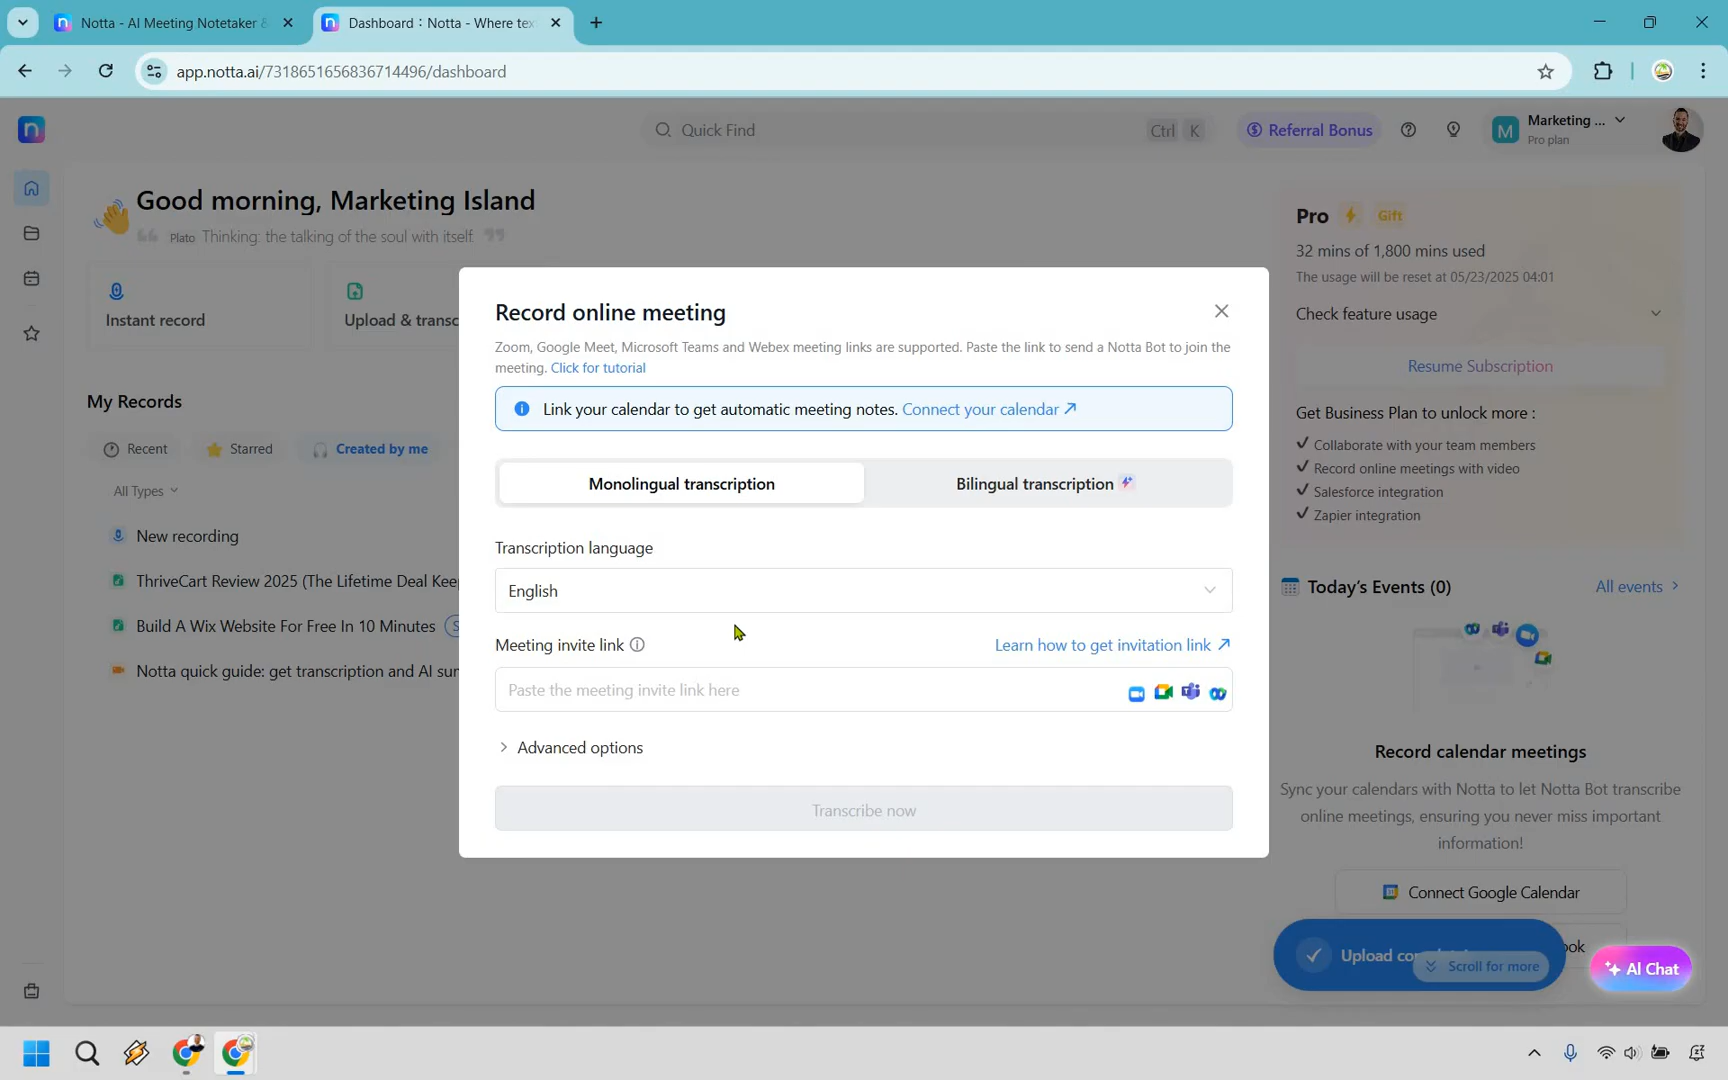 Notta - AI Meeting Notetaker &
Dashboard : Notta - Where tex
app.notta.ai/7318651656836714496/dashboard
Quick Find
Ctrl K
Referral Bonus
M
Marketing ...
Pro plan
Good morning, Marketing Island
Plato Thinking: the talking of the soul with itself.
Instant record
Upload & transc
My Records
Recent
Starred
Created by me
All Types
New recording
ThriveCart Review 2025 (The Lifetime Deal Kee
Build A Wix Website For Free In 10 Minutes
Notta quick guide: get transcription and AI sur
Record online meeting
Zoom, Google Meet, Microsoft Teams and Webex meeting links are supported. Paste the link to send a Notta Bot to join the
meeting. Click for tutorial
Link your calendar to get automatic meeting notes. Connect your calendar
Monolingual transcription
Bilingual transcription
Transcription language
English
Meeting invite link
Learn how to get invitation link
Paste the meeting invite link here
Advanced options
Transcribe now
Pro
Gift
32 mins of 1,800 mins used
The usage will be reset at 05/23/2025 04:01
Check feature usage
Resume Subscription
Get Business Plan to unlock more :
Collaborate with your team members
Record online meetings with video
Salesforce integration
Zapier integration
Today's Events (0)
All events
Record calendar meetings
Sync your calendars with Notta to let Notta Bot transcribe
online meetings, ensuring you never miss important
information!
Connect Google Calendar
ook
Upload co
Scroll for more
AI Chat